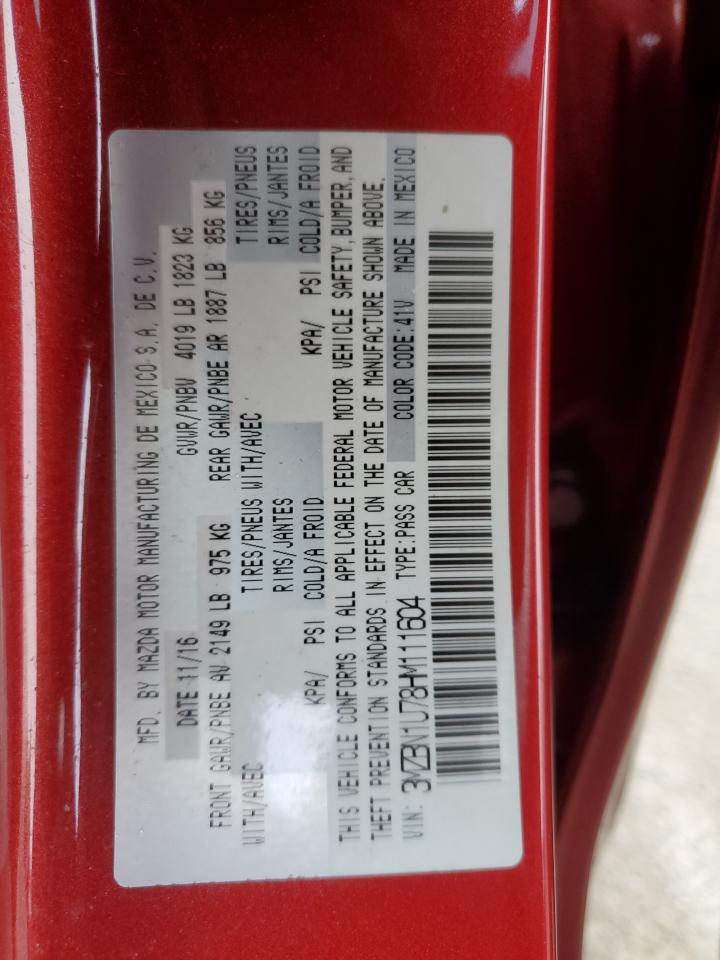 MFD. BY MAZDA MOTOR MANUFACTURING DE MEXICO S.A. DE C.V.
DATE 11/16 GVWR/PNBV 4019 LB 1823 KG
FRONT GAWR/PNBE AV 2149 LB 975 KG REAR GAWR/PNBE AR 1887 LB 856 KG
WITH/AVEC TIRES/PNEUS WITH/AVEC TIRES/PNEUS
RIMS/JANTES RIMS/JANTES
KPA/ PSI COLD/A FROID KPA/ PSI COLD/A FROID
THIS VEHICLE CONFORMS TO ALL APPLICABLE FEDERAL MOTOR VEHICLE SAFETY, BUMPER, AND
THEFT PREVENTION STANDARDS IN EFFECT ON THE DATE OF MANUFACTURE SHOWN ABOVE.
VIN: 3MZBN1U78HM111604 TYPE:PASS CAR COLOR CODE:41V MADE IN MEXICO